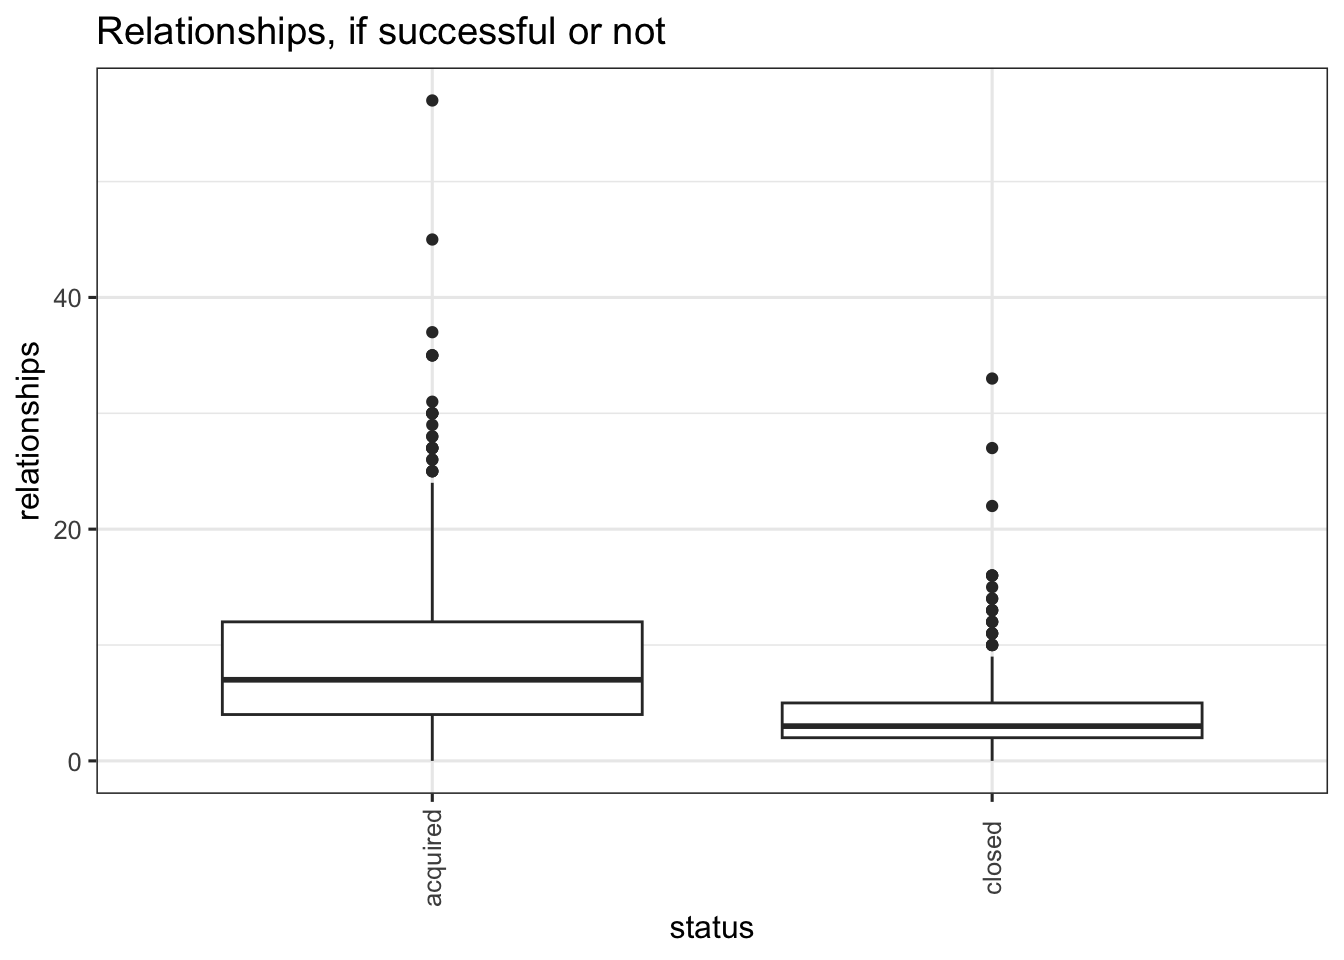 Relationships, if successful or not
relationships
40
20
0
acquired
closed
status